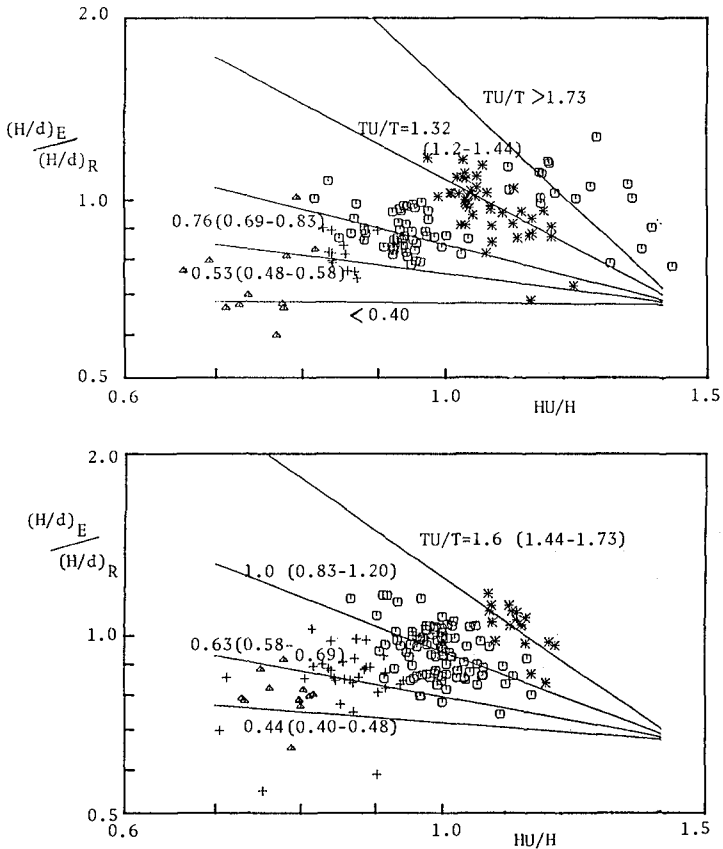 2.0
(H/d)E
(H/d)R
1.0
0.5
TU/T >1.73
TU/T=1.32
(1.2-1.44)
0.76(0.69-0.83)
0.53(0.48-0.58)
< 0.40
0.6
1.0
1.5
HU/H
2.0
(H/d)E
(H/d)R
1.0
0.5
TU/T=1.6 (1.44-1.73)
1.0 (0.83-1.20)
0.63(0.58-
0.69)
0.44(0.40-0.48)
0.6
1.0
1.5
HU/H